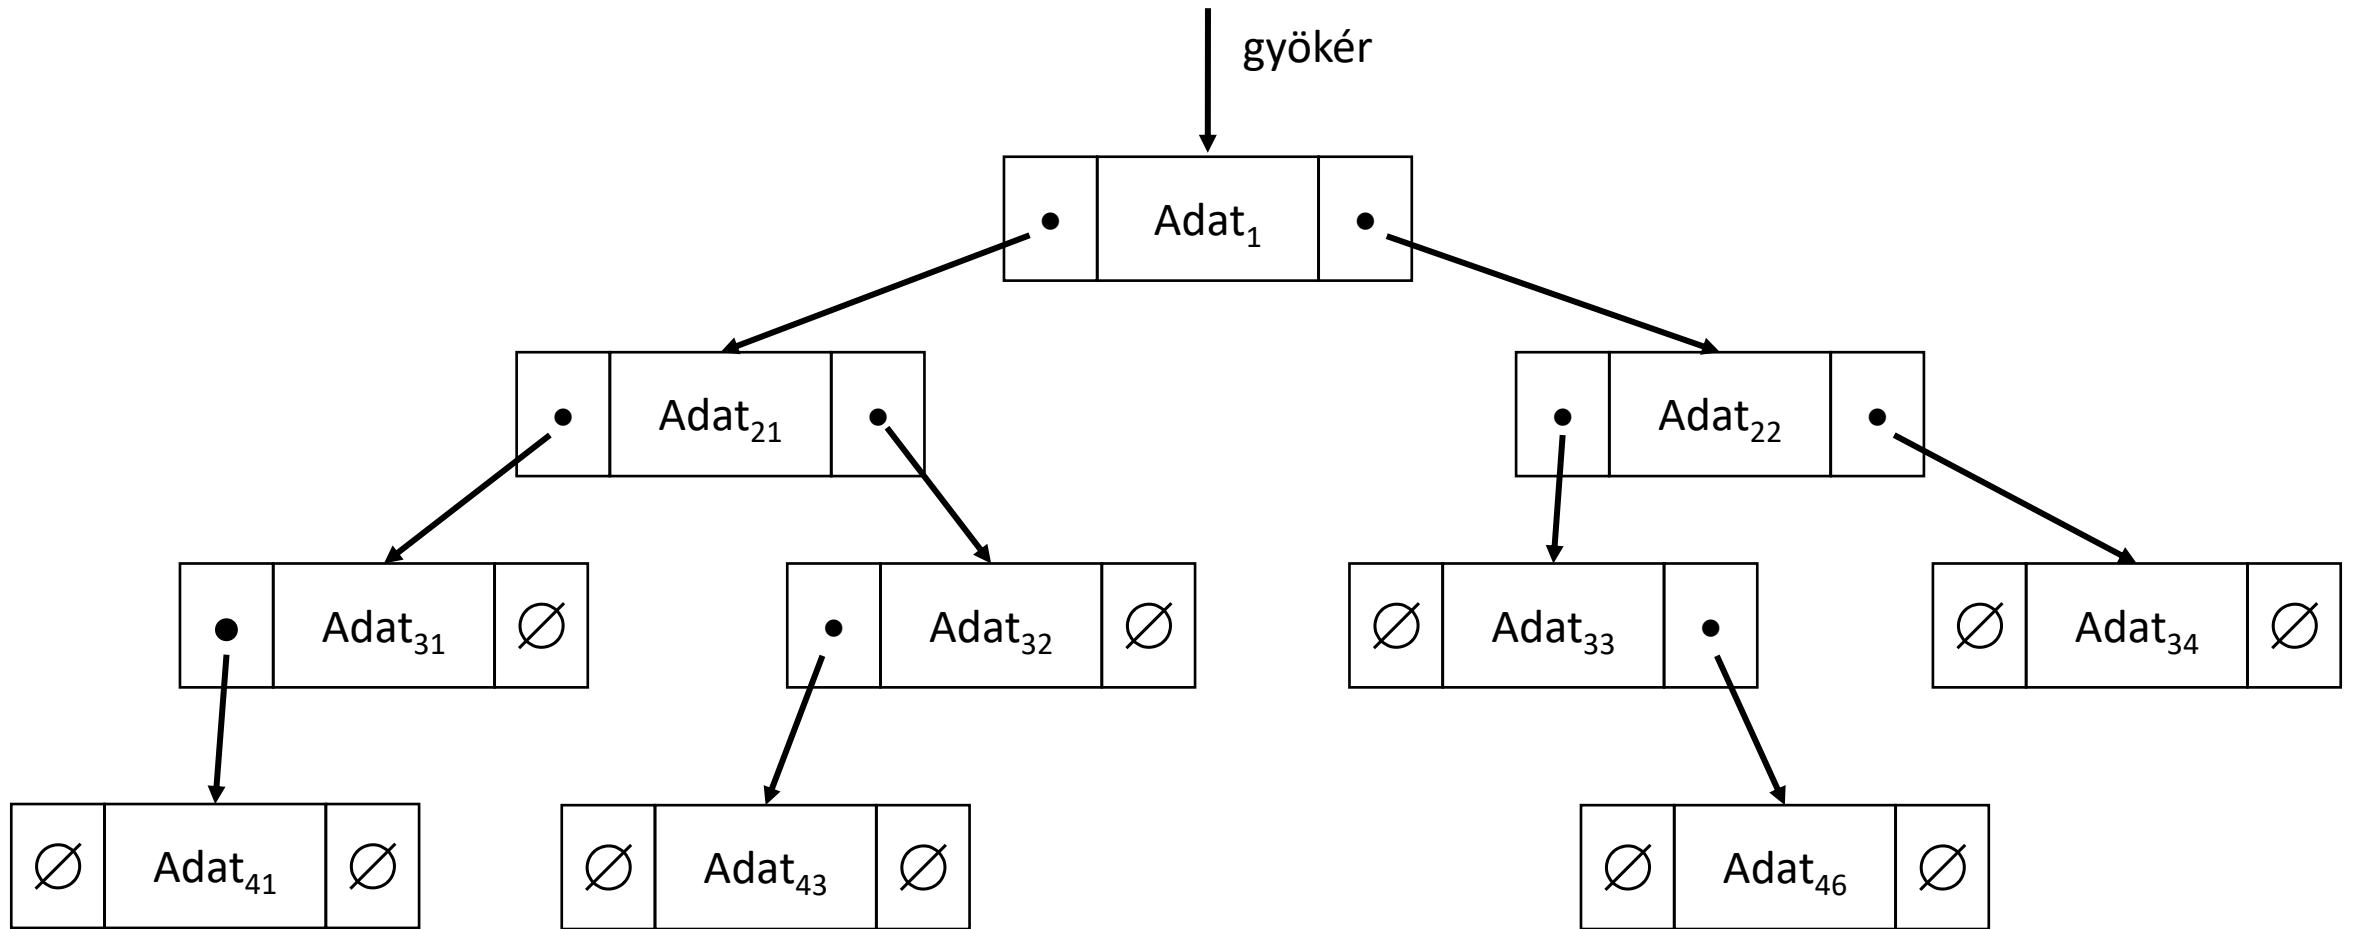 gyökér
Adat₁
Adat₂₁ Adat₂₂
∅ ∅ ∅ ∅ ∅
Adat₃₁ Adat₃₂ Adat₃₃ Adat₃₄
∅ Adat₄₁ ∅ ∅ Adat₄₃ ∅ ∅ Adat₄₆ ∅